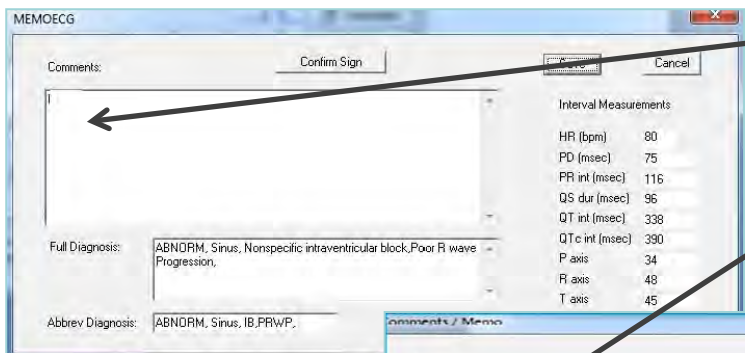 MEMOECG
Comments:
Confirm Sign
Save
Cancel
Interval Measurements
HR (bpm) 80
PD (msec) 75
PR int (msec) 116
QS dur (msec) 96
QT int (msec) 338
QTc int (msec) 390
P axis 34
R axis 48
T axis 45
Full Diagnosis:
ABNORM, Sinus, Nonspecific intraventricular block,Poor R wave
Progression,
Abbrev Diagnosis:
ABNORM, Sinus, IB,PRWP,
omments / Memo